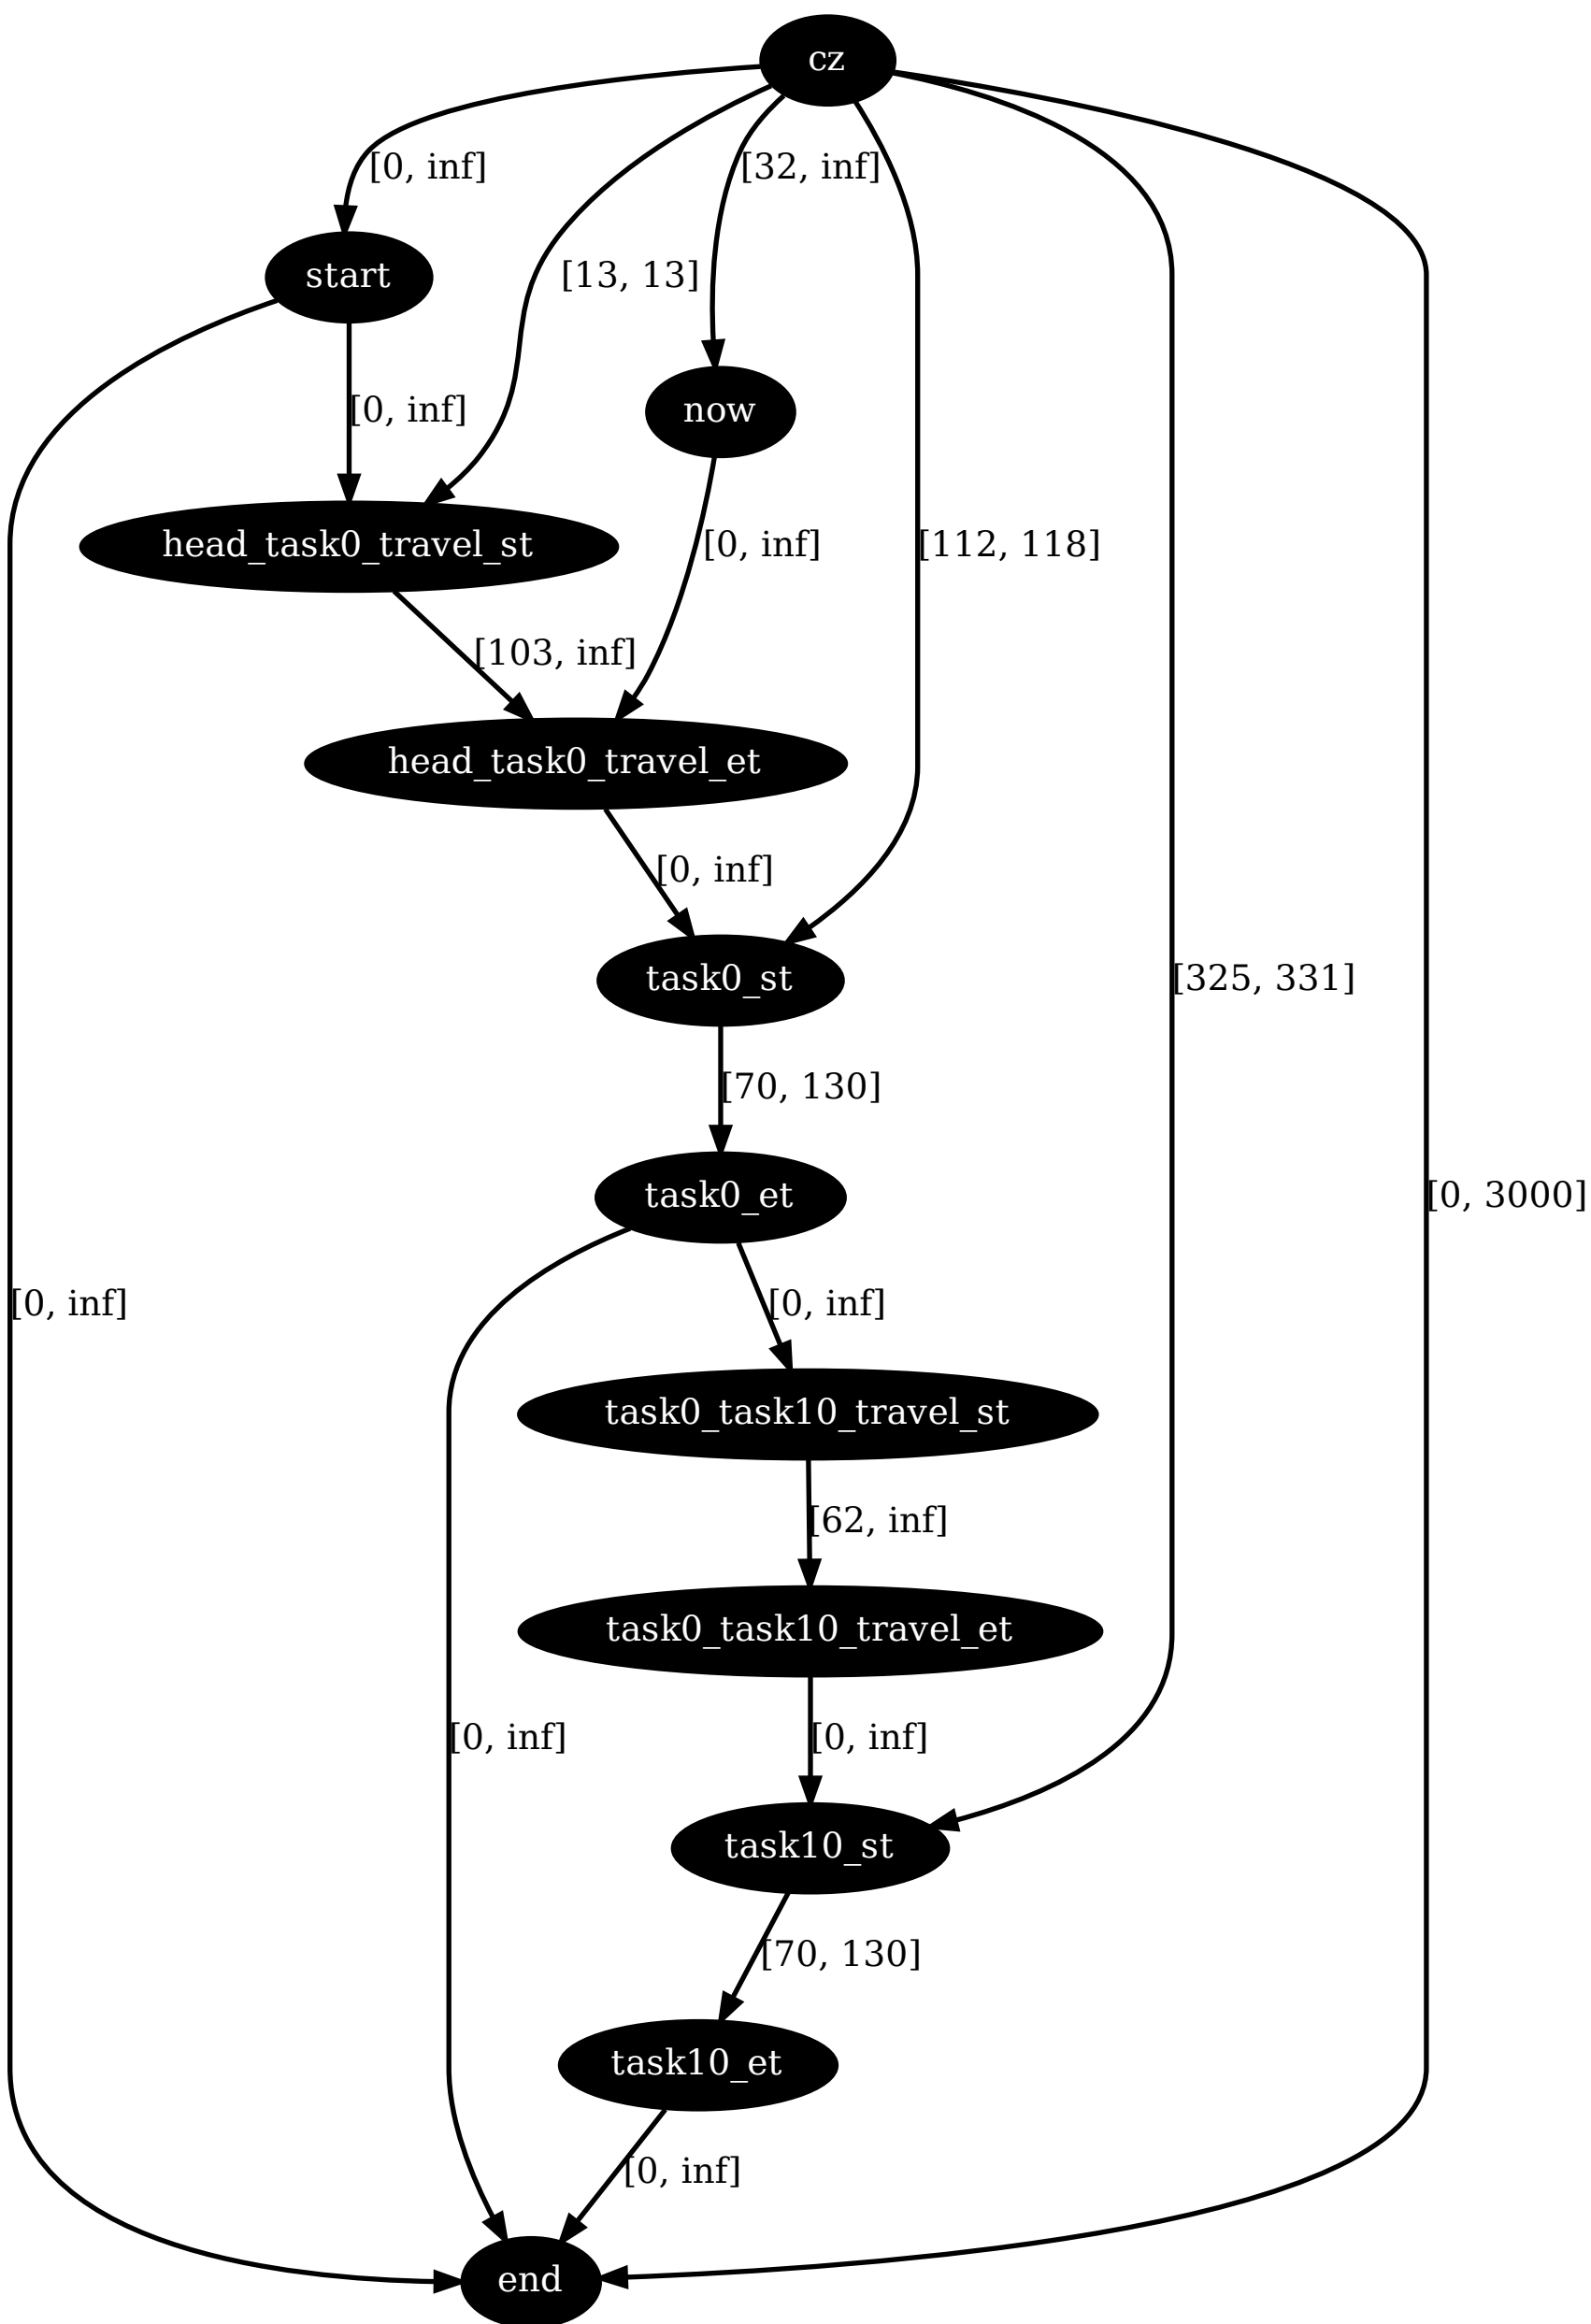 cz
[0, inf]
[32, inf]
start
[13, 13]
now
[0, inf]
head_task0_travel_st
[0, inf]
[112, 118]
[103, inf]
head_task0_travel_et
[0, inf]
task0_st
[325, 331]
[70, 130]
task0_et
[0, 3000]
[0, inf]
[0, inf]
task0_task10_travel_st
[62, inf]
task0_task10_travel_et
[0, inf]
[0, inf]
task10_st
[70, 130]
task10_et
[0, inf]
end